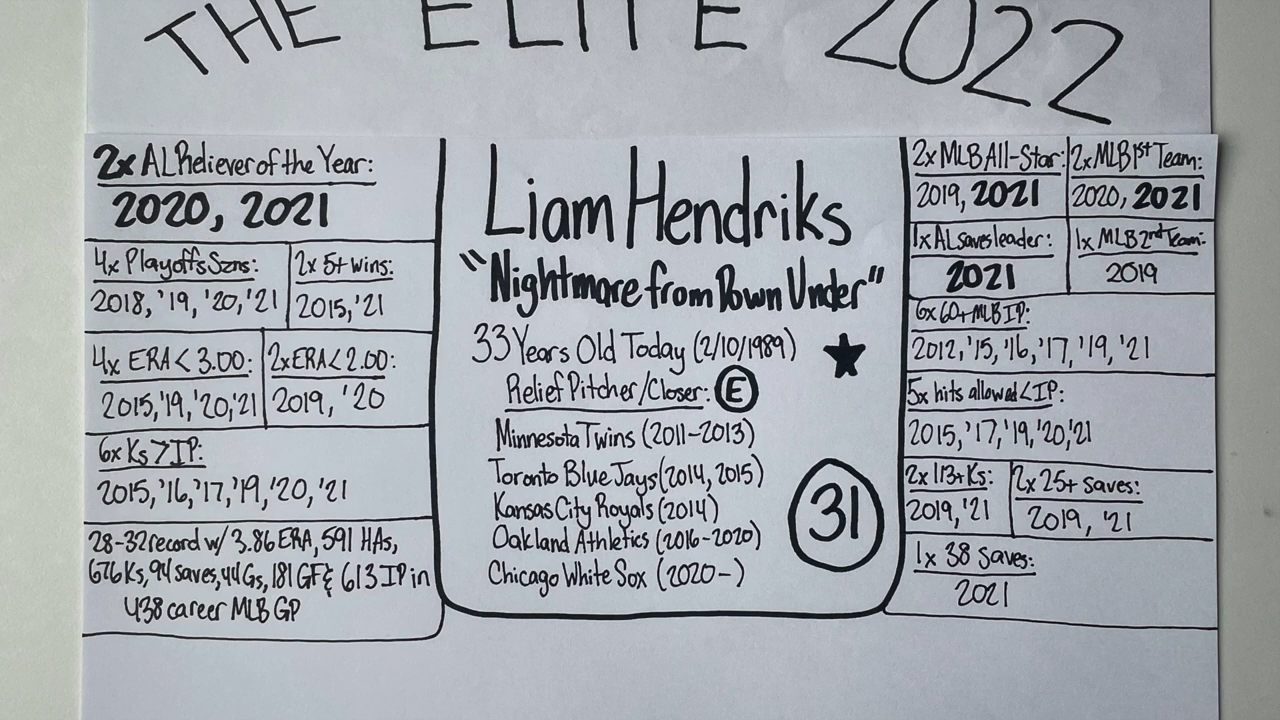 THE ELITE 2022
2x AL Reliever of the Year:
2020, 2021
4x Playoffs Szns:
2018, '19, '20, '21
2x 5+ wins:
2015, '21
4x ERA < 3.00:
2015, '19, '20, '21
2x ERA < 2.00:
2019, '20
6x Ks > IP:
2015, '16, '17, '19, '20, '21
28-32 record w/ 3.86 ERA, 591 HAs,
676 Ks, 94 saves, 44 Gs, 181 GF & 613 IP in
438 career MLB GP
Liam Hendriks
"Nightmare from Down Under"
33 Years Old Today (2/10/1989)
Relief Pitcher/Closer: E
Minnesota Twins (2011-2013)
Toronto Blue Jays (2014, 2015)
Kansas City Royals (2014)
Oakland Athletics (2016-2020)
Chicago White Sox (2020-)
31
2x MLB All-Star:
2019, 2021
2x MLB 1st Team:
2020, 2021
1x AL saves leader:
2021
1x MLB 2nd Team:
2019
6x 60+ MLB IP:
2012, '15, '16, '17, '19, '21
5x hits allowed < IP:
2015, '17, '19, '20, '21
2x 113+ Ks:
2019, '21
2x 25+ saves:
2019, '21
1x 38 saves:
2021